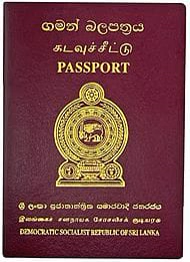 ගමන් බලපත්‍රය
கடவுச்சீட்டு
PASSPORT
ශ්‍රී ලංකා ප්‍රජාතාන්ත්‍රික සමාජවාදී ජනරජය
இலங்கைச் சனநாயக சோசலிசக் குடியரசு
DEMOCRATIC SOCIALIST REPUBLIC OF SRI LANKA